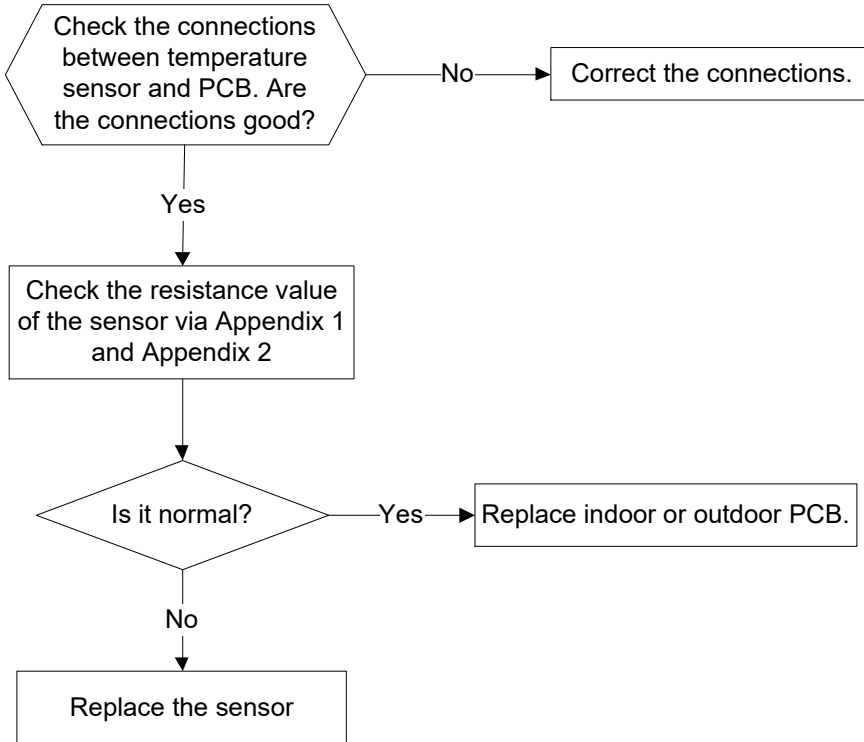 Check the connections
between temperature
sensor and PCB. Are
the connections good?
No
Correct the connections.
Yes
Check the resistance value
of the sensor via Appendix 1
and Appendix 2
Is it normal?
Yes
Replace indoor or outdoor PCB.
No
Replace the sensor